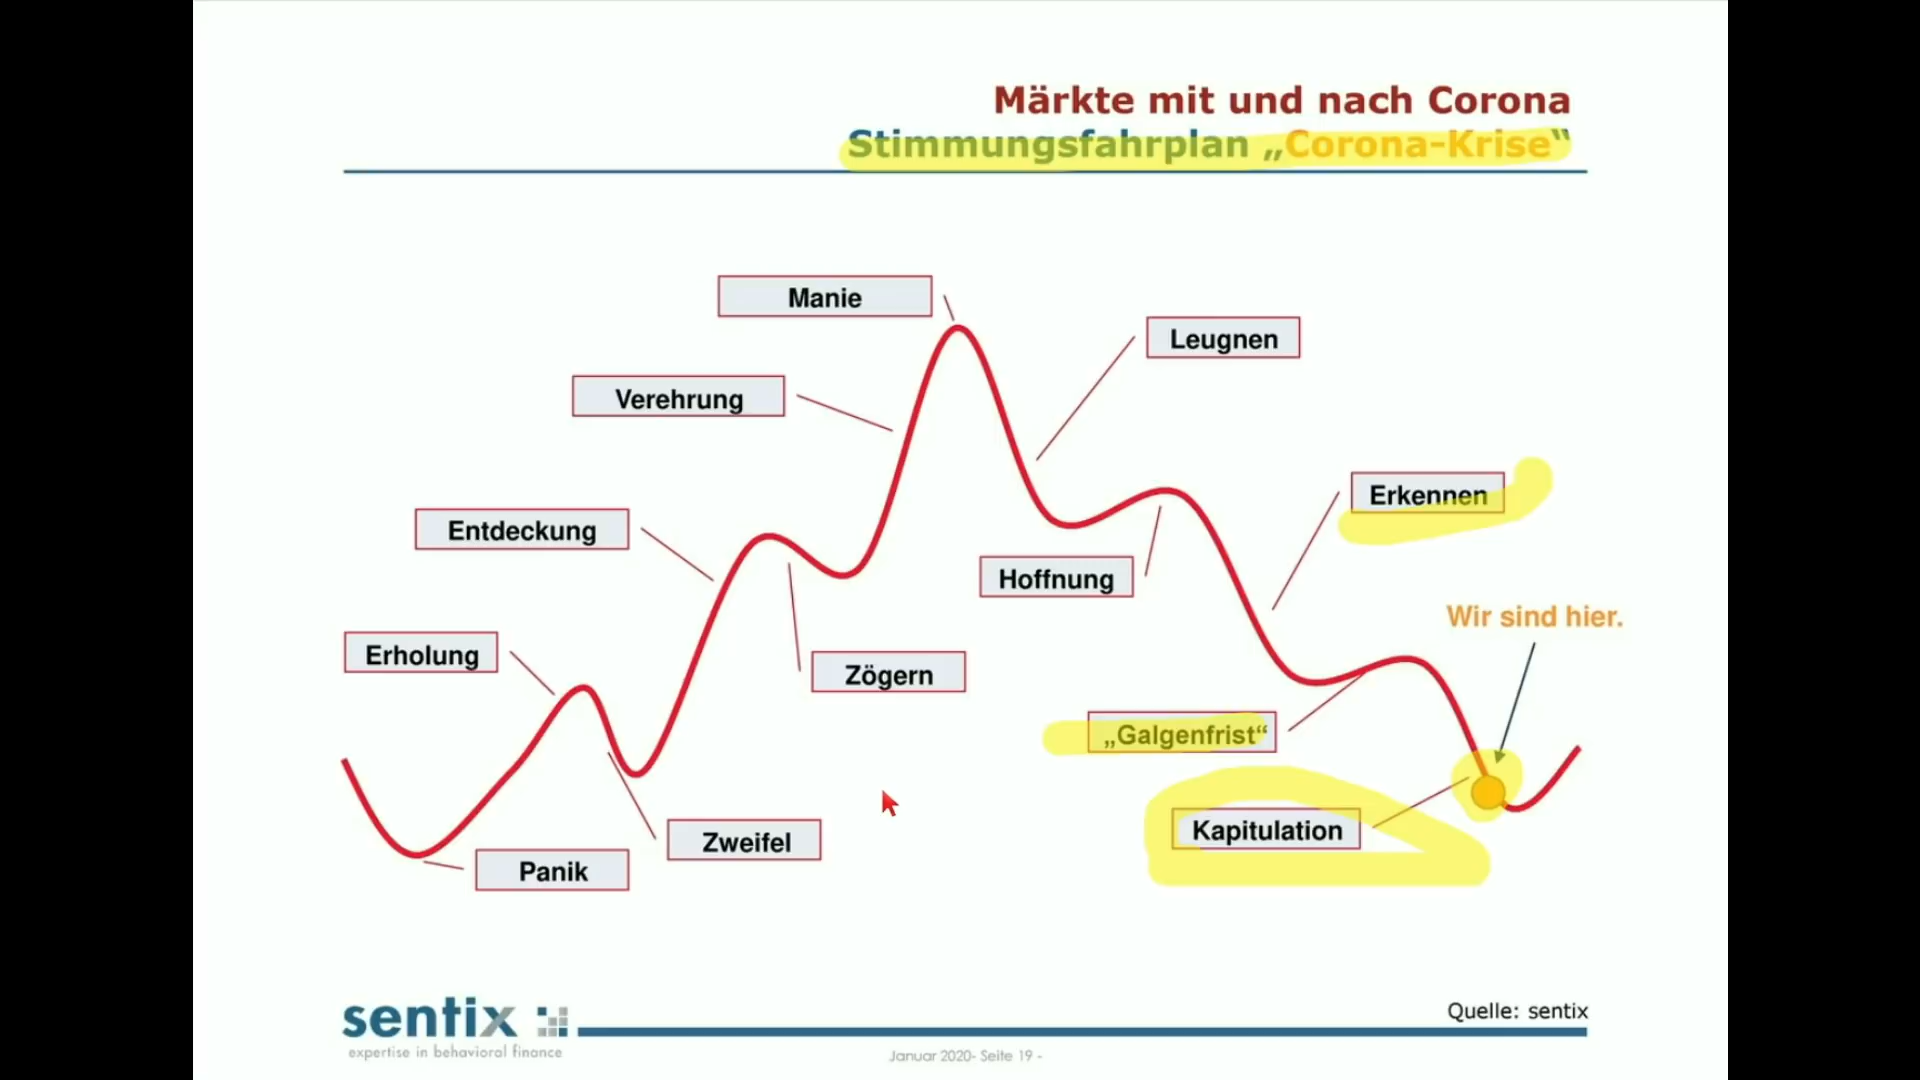 Märkte mit und nach Corona
Stimmungsfahrplan „Corona-Krise“
Manie
Leugnen
Verehrung
Erkennen
Entdeckung
Hoffnung
Wir sind hier.
Erholung
Zögern
„Galgenfrist“
Kapitulation
Zweifel
Panik
sentix
expertise in behavioral finance
Quelle: sentix
Januar 2020- Seite 19 -